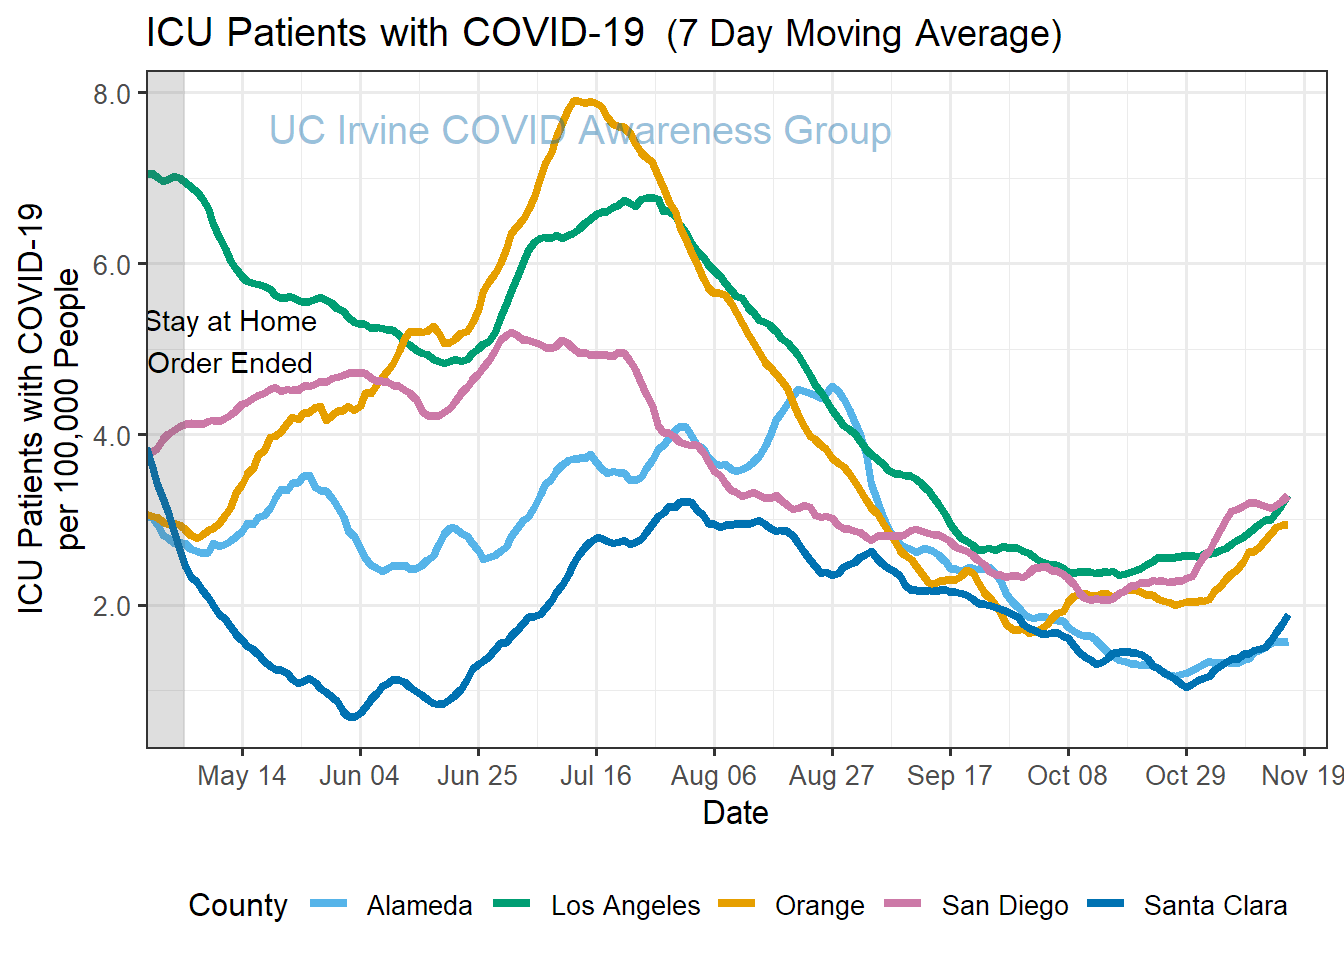 ICU Patients with COVID-19 (7 Day Moving Average)
UC Irvine COVID Awareness Group
8.0
6.0
4.0
2.0
ICU Patients with COVID-19
per 100,000 People
Stay at Home
Order Ended
May 14 Jun 04 Jun 25 Jul 16 Aug 06 Aug 27 Sep 17 Oct 08 Oct 29 Nov 19
Date
County Alameda Los Angeles Orange San Diego Santa Clara